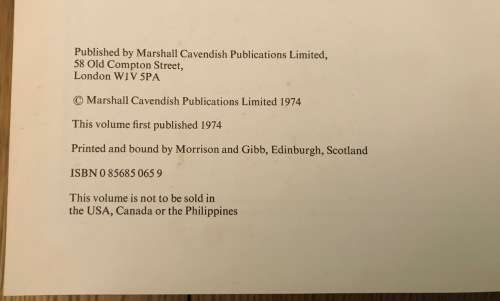 Published by Marshall Cavendish Publications Limited,
58 Old Compton Street,
London W1V 5PA
© Marshall Cavendish Publications Limited 1974
This volume first published 1974
Printed and bound by Morrison and Gibb, Edinburgh, Scotland
ISBN 0 85685 065 9
This volume is not to be sold in
the USA, Canada or the Philippines